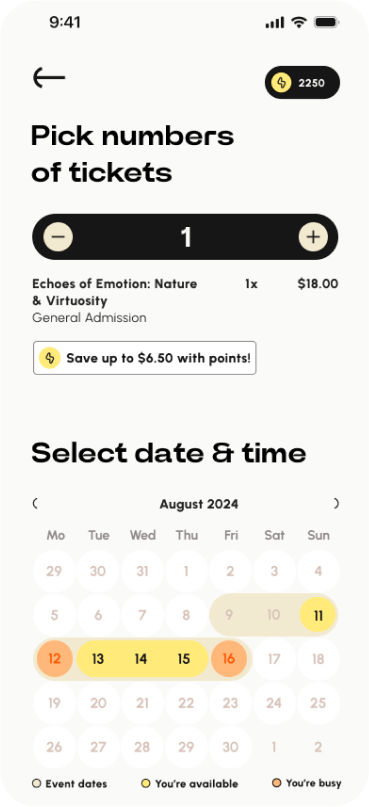 9:41
2250
Pick numbers
of tickets
1
Echoes of Emotion: Nature 1x $18.00
& Virtuosity
General Admission
Save up to $6.50 with points!
Select date & time
August 2024
Mo Tue Wed Thu Fri Sat Sun
29 30 31 1 2 3 4
5 6 7 8 9 10 11
12 13 14 15 16 17 18
19 20 21 22 23 24 25
26 27 28 29 30 1 2
Event dates You're available You're busy